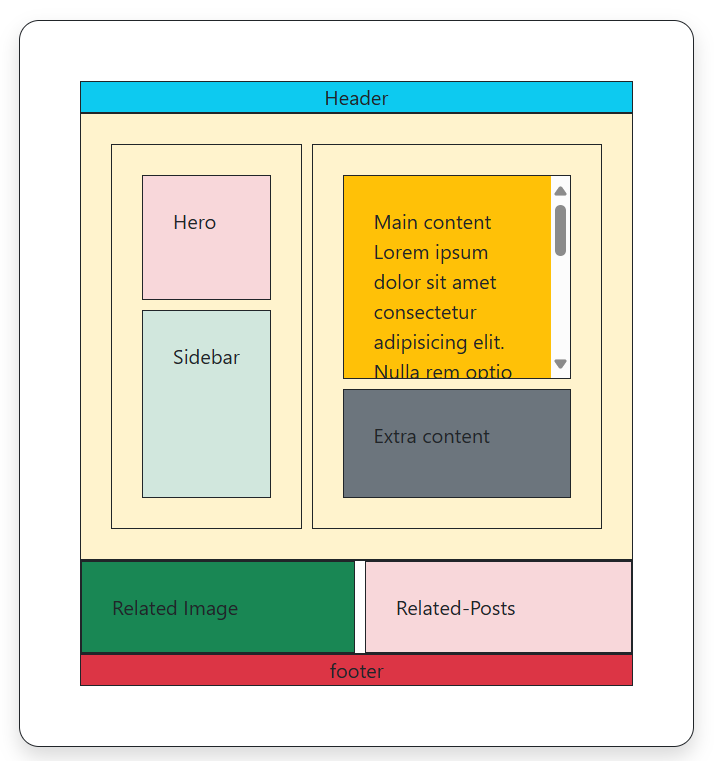 Header
Hero
Sidebar
Main content
Lorem ipsum
dolor sit amet
consectetur
adipisicing elit.
Nulla rem optio
Extra content
Related Image
Related-Posts
footer